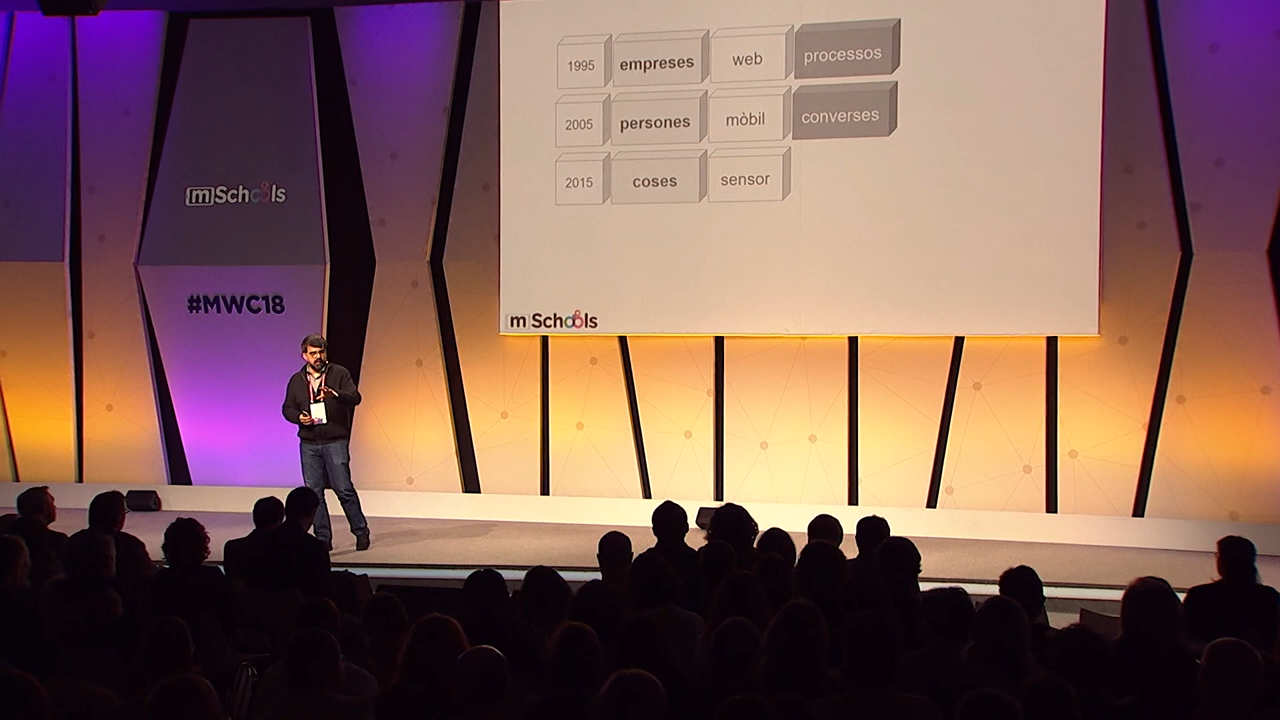 1995 empreses web processos
2005 persones mòbil converses
2015 coses sensor
mSchools
#MWC18
mSchools